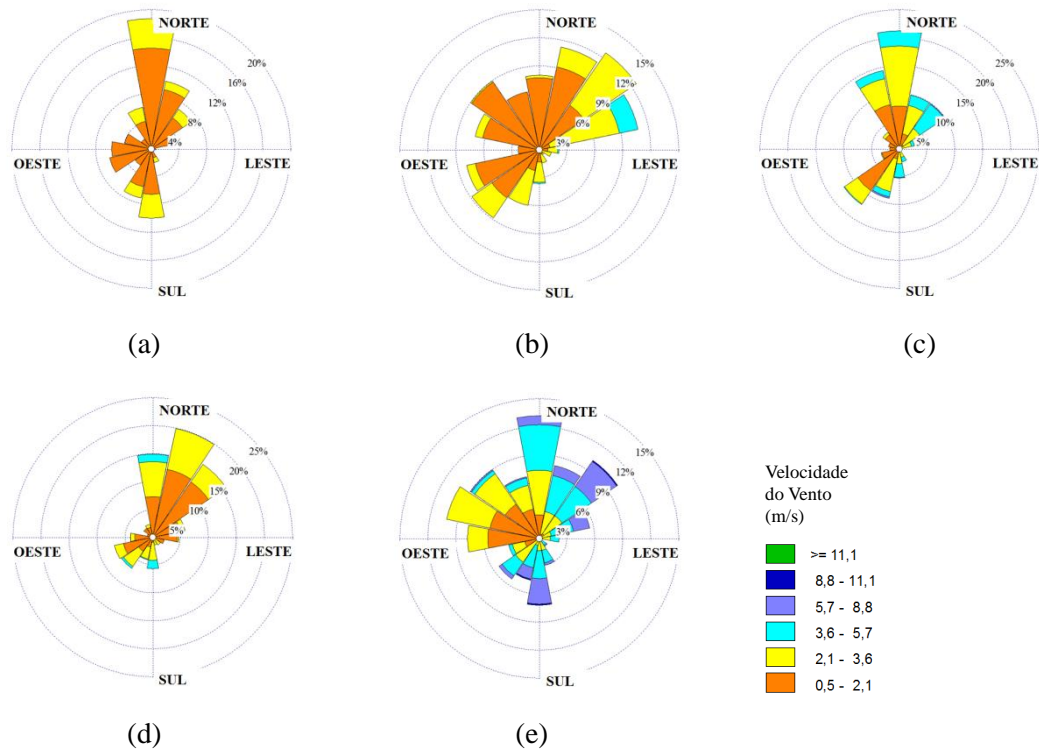 NORTE
20%
16%
12%
8%
4%
OESTE
LESTE
SUL
(a)
NORTE
15%
12%
9%
6%
3%
OESTE
LESTE
SUL
(b)
NORTE
25%
20%
15%
10%
5%
OESTE
LESTE
SUL
(c)
NORTE
25%
20%
15%
10%
5%
OESTE
LESTE
SUL
(d)
NORTE
15%
12%
9%
6%
3%
OESTE
LESTE
SUL
(e)
Velocidade
do Vento
(m/s)
>= 11,1
8,8 - 11,1
5,7 - 8,8
3,6 - 5,7
2,1 - 3,6
0,5 - 2,1